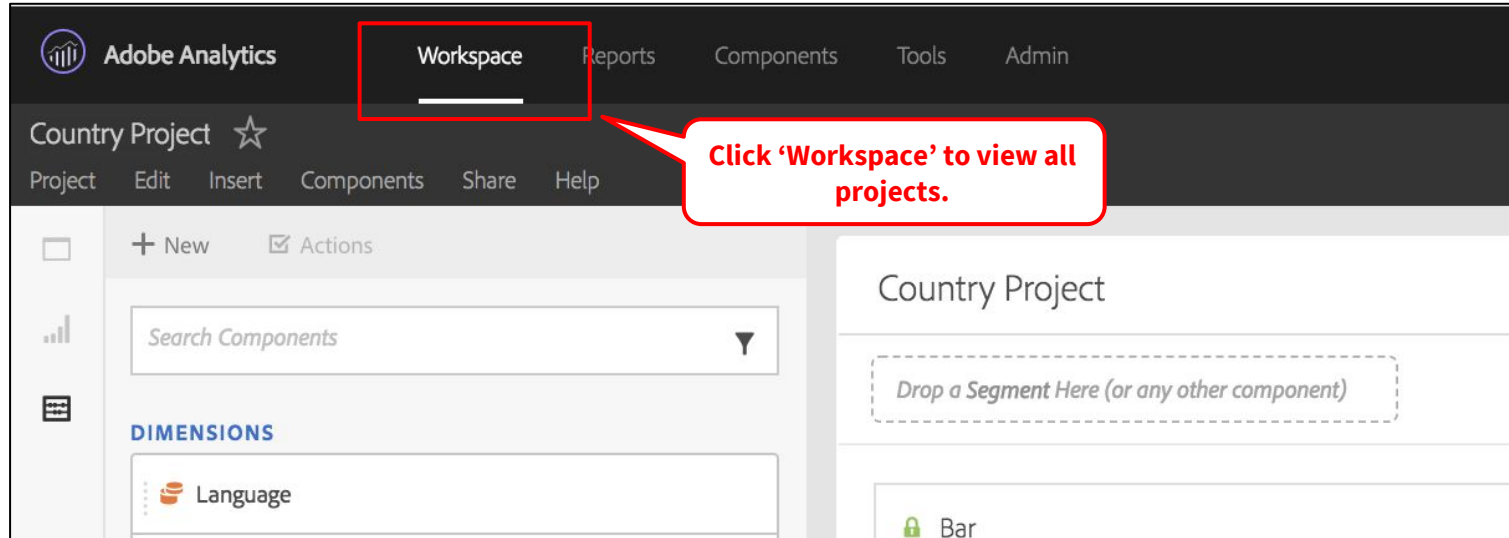 Adobe Analytics Workspace Reports Components Tools Admin
Country Project
Click ‘Workspace’ to view all
projects.
Project Edit Insert Components Share Help
+ New Actions
Country Project
Search Components
Drop a Segment Here (or any other component)
DIMENSIONS
Language
Bar